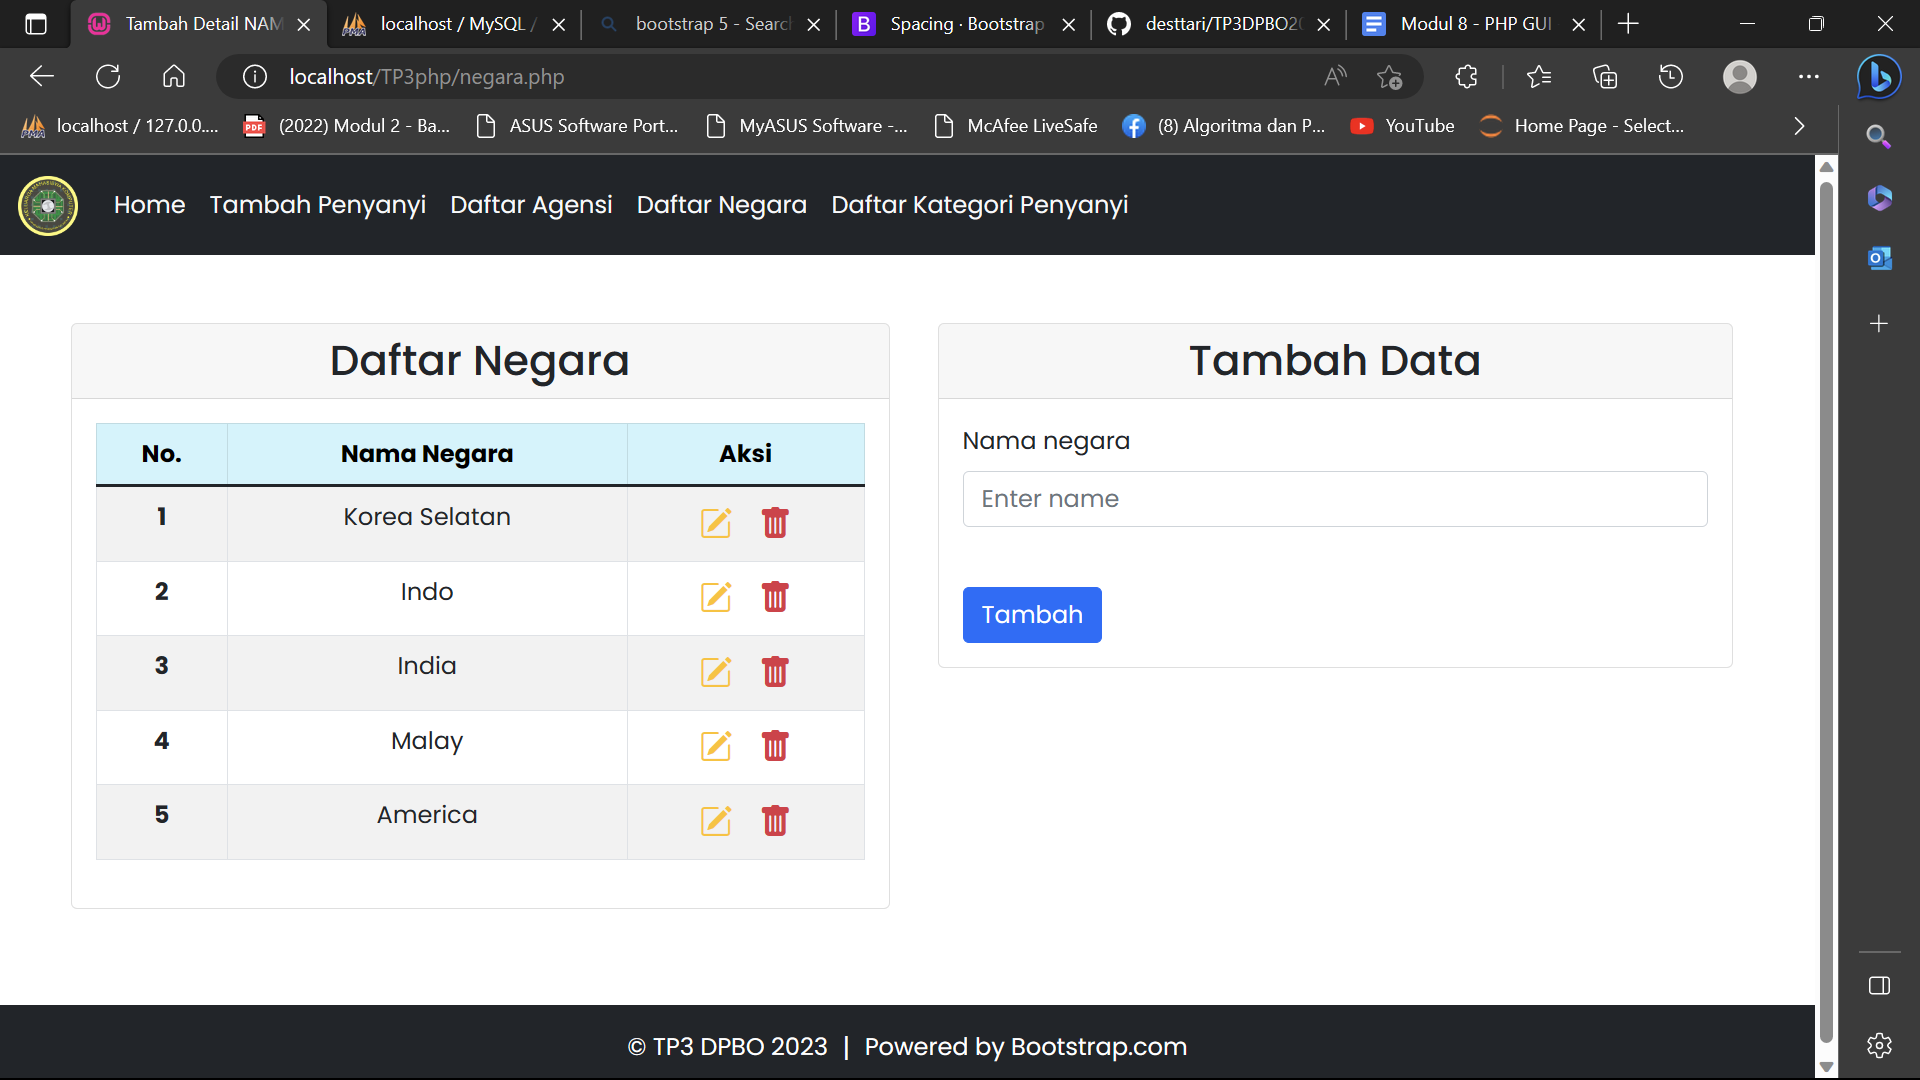 Tambah Detail NAM
localhost / MySQL /
bootstrap 5 - Search
Spacing · Bootstrap
desttari/TP3DPBO20
Modul 8 - PHP GUI
localhost/TP3php/negara.php
localhost / 127.0.0....
(2022) Modul 2 - Ba...
ASUS Software Port...
MyASUS Software -...
McAfee LiveSafe
(8) Algoritma dan P...
YouTube
Home Page - Select...
Home
Tambah Penyanyi
Daftar Agensi
Daftar Negara
Daftar Kategori Penyanyi
Daftar Negara
No. Nama Negara Aksi
1 Korea Selatan
2 Indo
3 India
4 Malay
5 America
Tambah Data
Nama negara
Enter name
Tambah
© TP3 DPBO 2023 | Powered by Bootstrap.com